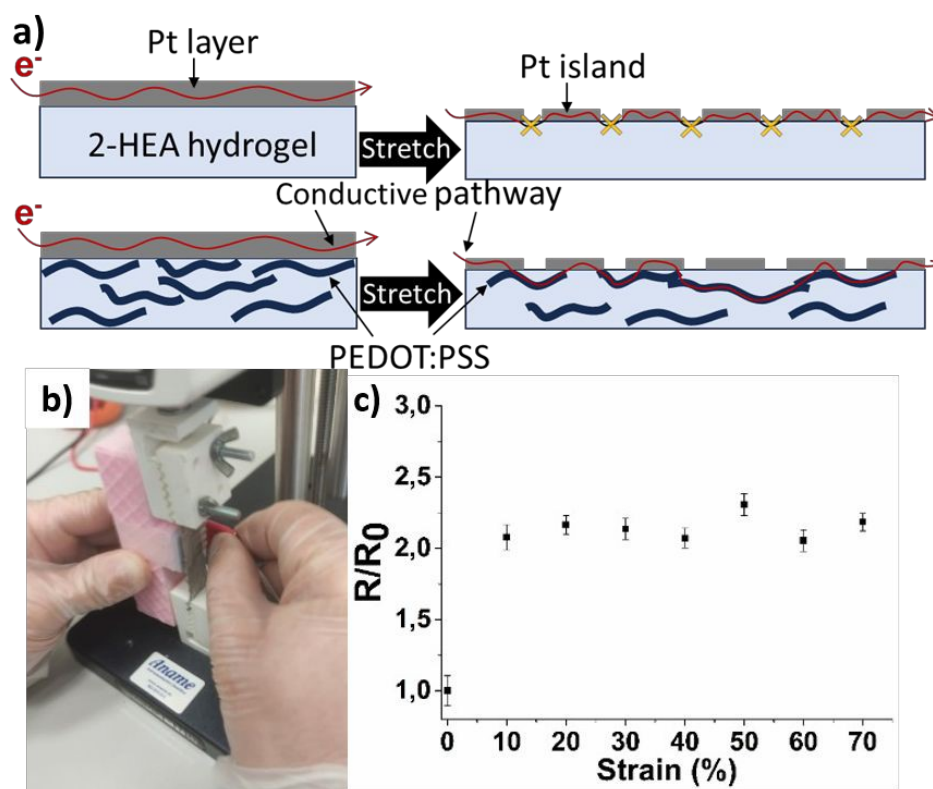 a)
Pt layer
e-
Pt island
2-HEA hydrogel
Stretch
Conductive pathway
e-
Stretch
PEDOT:PSS
b)
Aname
c)
3,0
2,5
2,0
1,5
1,0
R/R0
0 10 20 30 40 50 60 70
Strain (%)